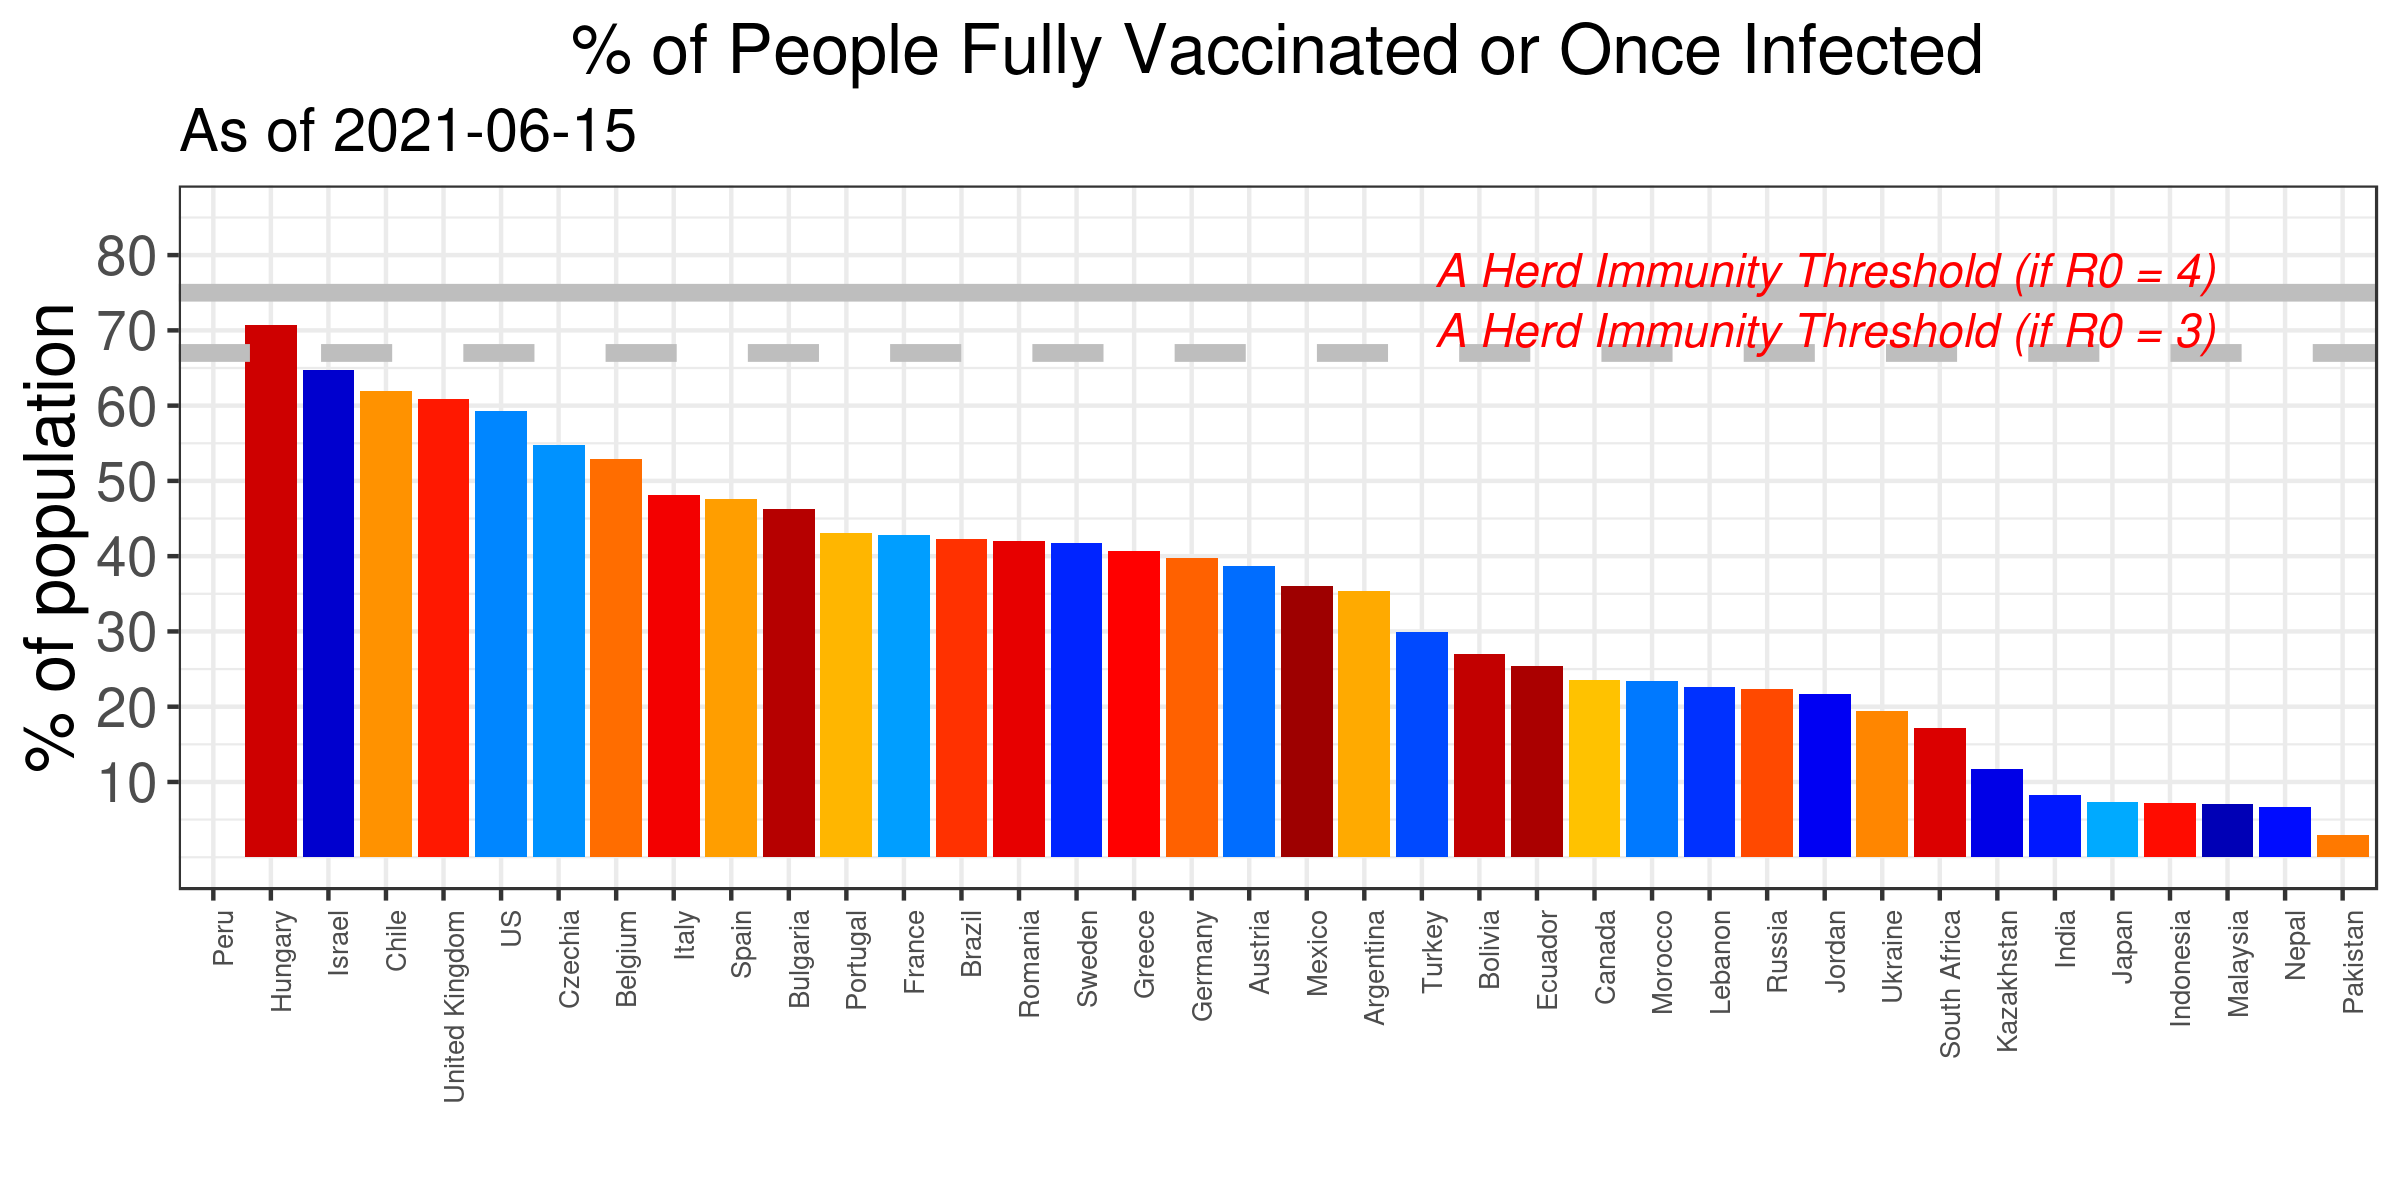 % of People Fully Vaccinated or Once Infected
As of 2021-06-15
% of population
80
70
60
50
40
30
20
10
A Herd Immunity Threshold (if R0 = 4)
A Herd Immunity Threshold (if R0 = 3)
Peru
Hungary
Israel
Chile
United Kingdom
US
Czechia
Belgium
Italy
Spain
Bulgaria
Portugal
France
Brazil
Romania
Sweden
Greece
Germany
Austria
Mexico
Argentina
Turkey
Bolivia
Ecuador
Canada
Morocco
Lebanon
Russia
Jordan
Ukraine
South Africa
Kazakhstan
India
Japan
Indonesia
Malaysia
Nepal
Pakistan